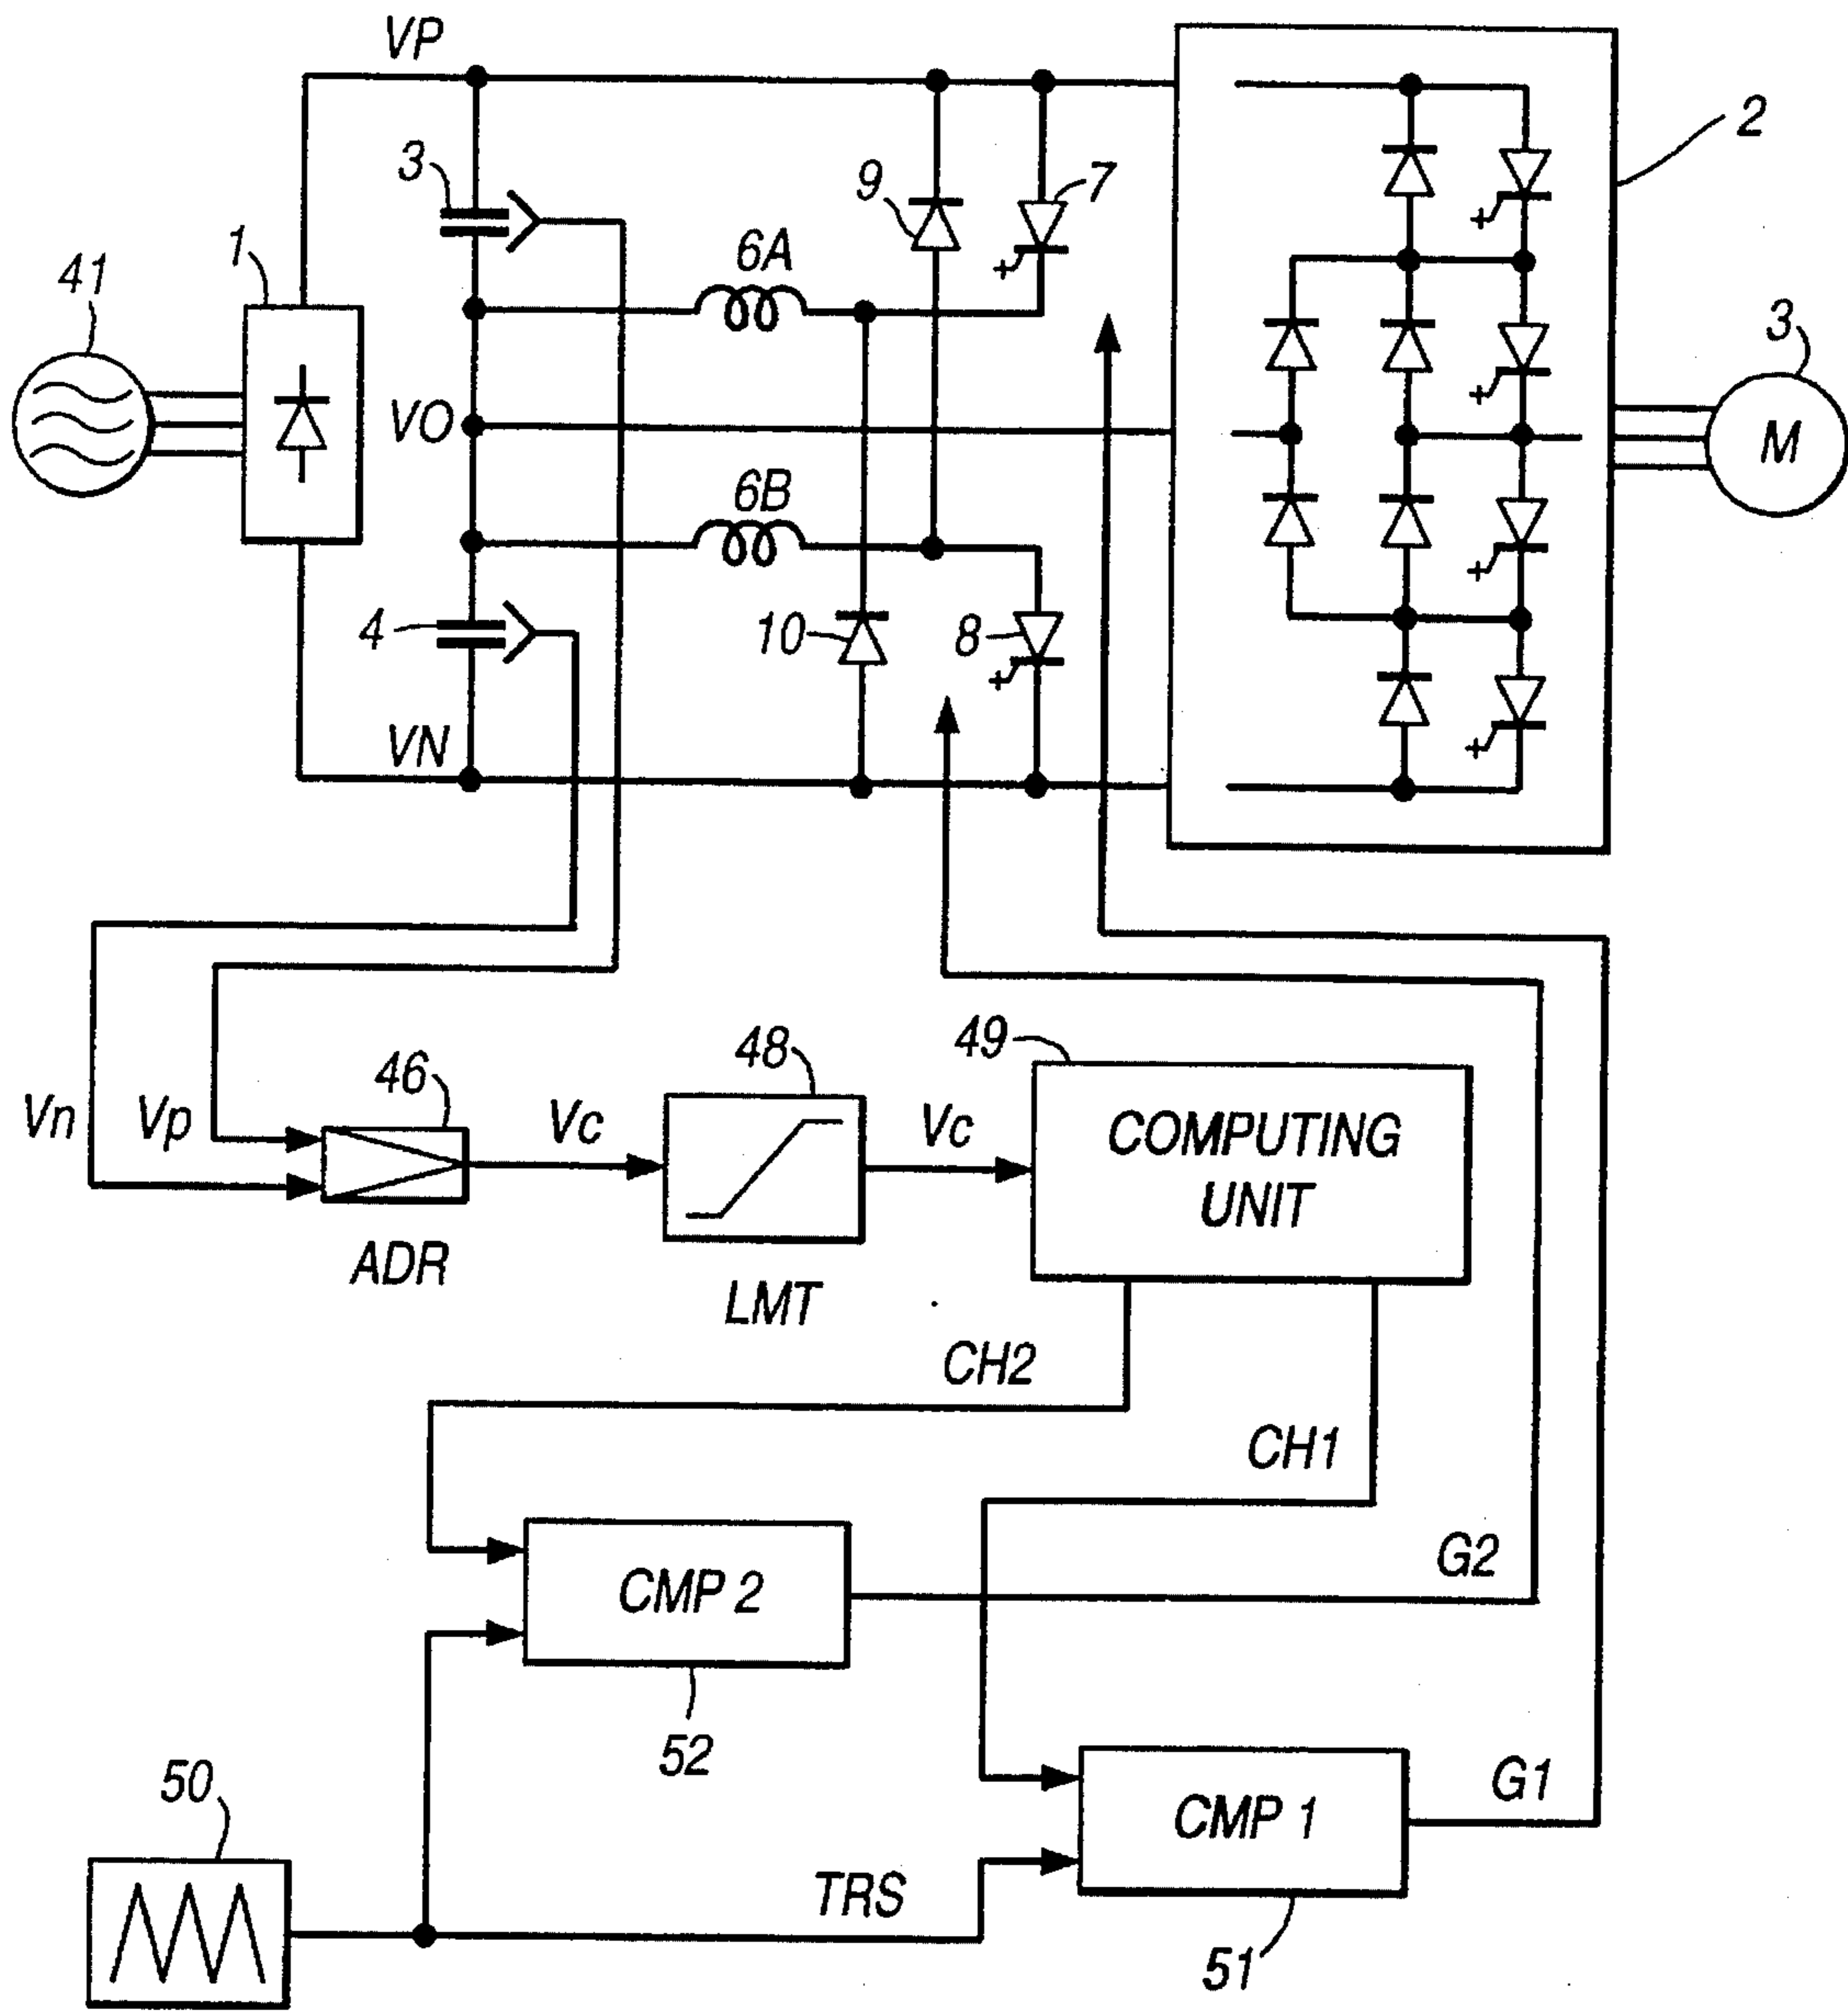 VP
2
3
9
7
1
41
6A
3
VO
M
6B
4
10
8
VN
+
+
+
+
+
+
48
49
46
Vn
Vp
Vc
Vc
COMPUTING
UNIT
ADR
LMT
CH2
CH1
G2
CMP 2
52
50
G1
CMP 1
TRS
51